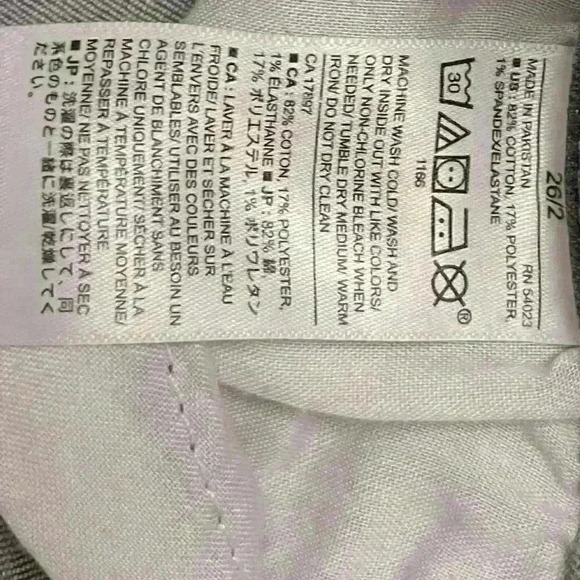 26/2
MADE IN PAKISTAN RN 54023
■ US: 82% COTTON, 17% POLYESTER,
1% SPANDEX/ELASTANE
30
®
1166
MACHINE WASH COLD/ WASH AND
DRY INSIDE OUT WITH LIKE COLORS/
ONLY NON-CHLORINE BLEACH WHEN
NEEDED/ TUMBLE DRY MEDIUM/ WARM
IRON/ DO NOT DRY CLEAN
CA 17897
■ CA: 82% COTON, 17% POLYESTER,
1% ÉLASTHANNE ■ JP: 82% 綿,
17% ポリエステル, 1% ポリウレタン
■ CA: LAVER À LA MACHINE À L'EAU
FROIDE/ LAVER ET SÉCHER SUR
L'ENVERS AVEC DES COULEURS
SEMBLABLES/ UTILISER AU BESOIN UN
AGENT DE BLANCHIMENT SANS
CHLORE UNIQUEMENT/ SÉCHER À LA
MACHINE À TEMPÉRATURE MOYENNE/
REPASSER À TEMPÉRATURE
MOYENNE/ NE PAS NETTOYER À SEC
■ JP: 洗濯の際は裏返しにして、同
系色のものと一緒に洗濯/乾燥してく
ださい。